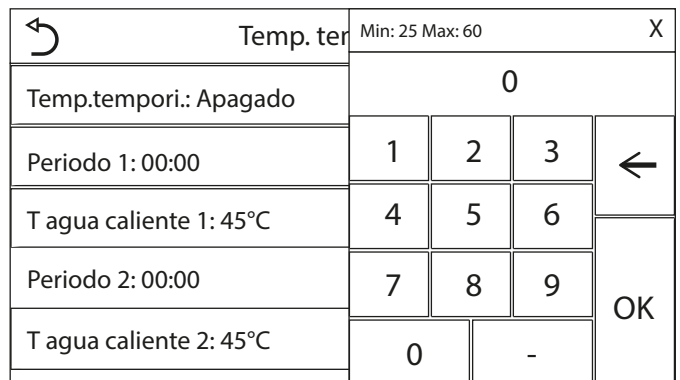 Temp. ter
Temp.tempori.: Apagado
Periodo 1: 00:00
T agua caliente 1: 45°C
Periodo 2: 00:00
T agua caliente 2: 45°C
Min: 25 Max: 60 X
0
1 2 3
4 5 6
7 8 9
OK
0 -